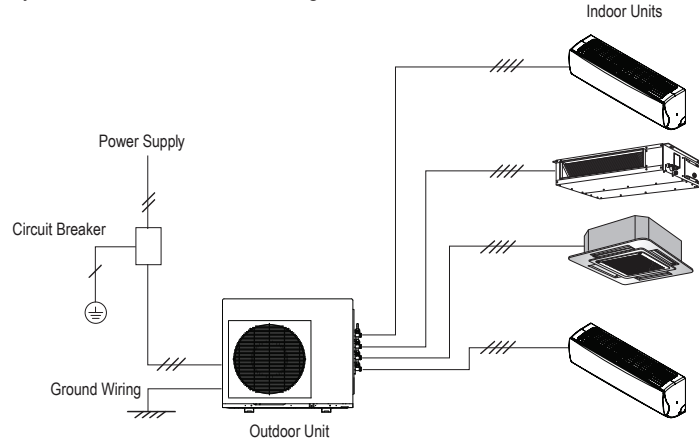 Indoor Units
Power Supply
Circuit Breaker
Ground Wiring
Outdoor Unit